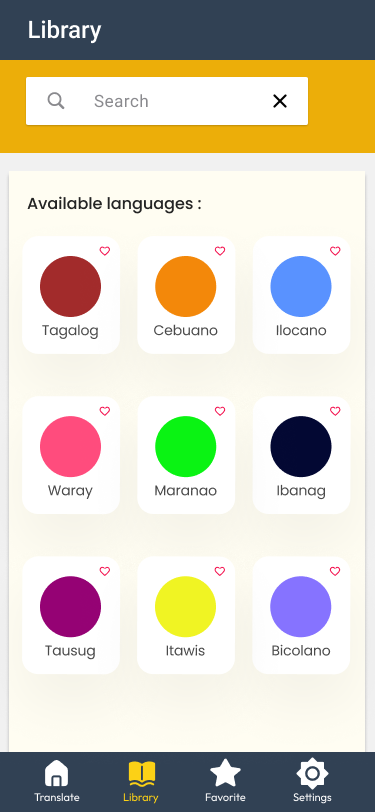 Library
Search
Available languages :
Tagalog Cebuano Ilocano
Waray Maranao Ibanag
Tausug Itawis Bicolano
Translate Library Favorite Settings